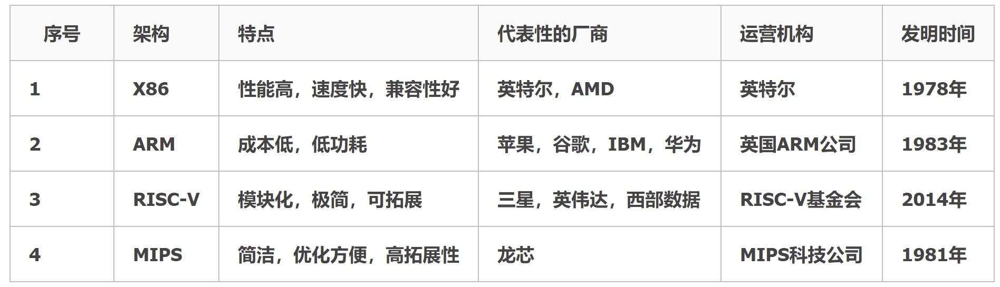 序号 架构 特点 代表性的厂商 运营机构 发明时间
1 X86 性能高，速度快，兼容性好 英特尔，AMD 英特尔 1978年
2 ARM 成本低，低功耗 苹果，谷歌，IBM，华为 英国ARM公司 1983年
3 RISC-V 模块化，极简，可拓展 三星，英伟达，西部数据 RISC-V基金会 2014年
4 MIPS 简洁，优化方便，高拓展性 龙芯 MIPS科技公司 1981年